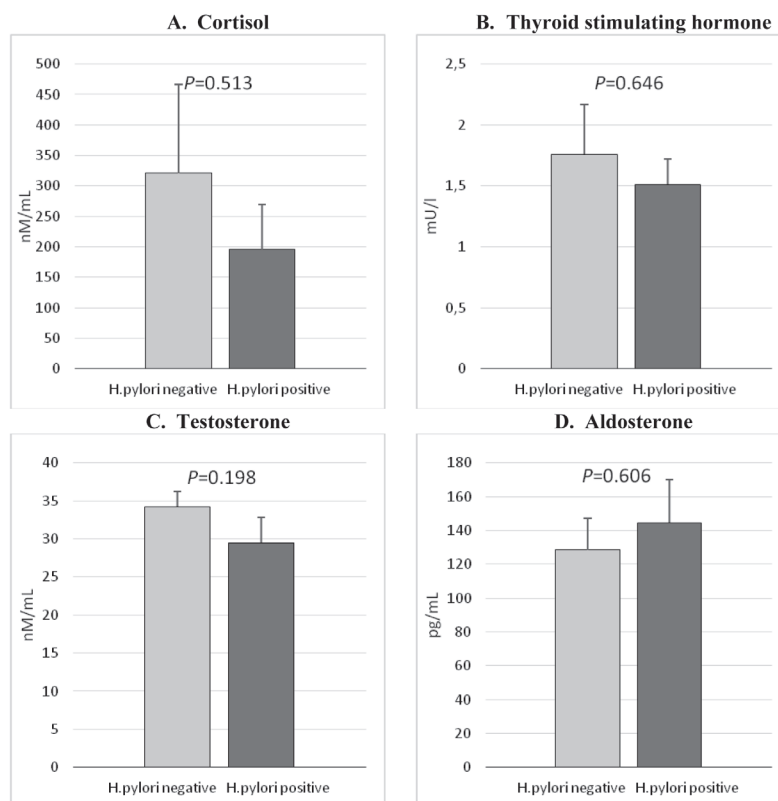 A. Cortisol
500
450
400
350
300
250
200
150
100
50
0
nM/mL
P=0.513
H.pylori negative
H.pylori positive
B. Thyroid stimulating hormone
2,5
2
1,5
1
0,5
0
mU/l
P=0.646
H.pylori negative
H.pylori positive
C. Testosterone
40
35
30
25
20
15
10
5
0
nM/mL
P=0.198
H.pylori negative
H.pylori positive
D. Aldosterone
180
160
140
120
100
80
60
40
20
0
pg/mL
P=0.606
H.pylori negative
H.pylori positive